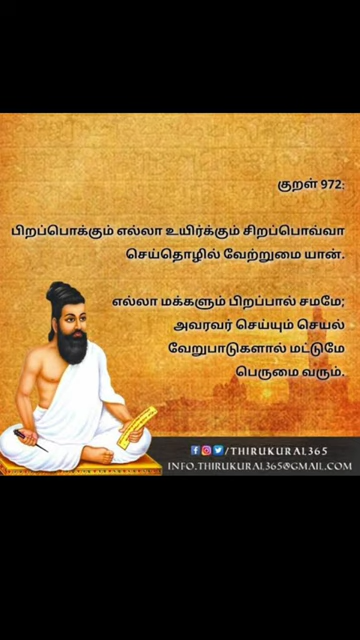 குறள் 972:
பிறப்பொக்கும் எல்லா உயிர்க்கும் சிறப்பொவ்வா
செய்தொழில் வேற்றுமை யான்.
எல்லா மக்களும் பிறப்பால் சமமே;
அவரவர் செய்யும் செயல்
வேறுபாடுகளால் மட்டுமே
பெருமை வரும்.
/THIRUKURAL365
INFO.THIRUKURAL365@GMAIL.COM